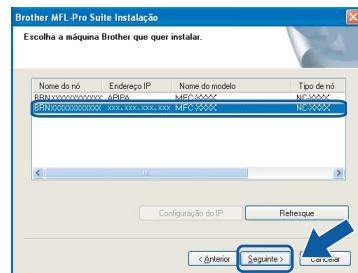 Brother MFL-Pro Suite Instalação
Escolha a máquina Brother que quer instalar.
Nome do nó Endereço IP Nome do modelo Tipo de nó
BRNxxxxxxxxxxxx APIPA MFC-XXXX NC-XXXX
BRNxxxxxxxxxxxx xxx.xxx.xxx.xxx MFC-XXXX NC-XXXX
Configuração do IP Refresque
< Anterior Seguinte > Cancelar